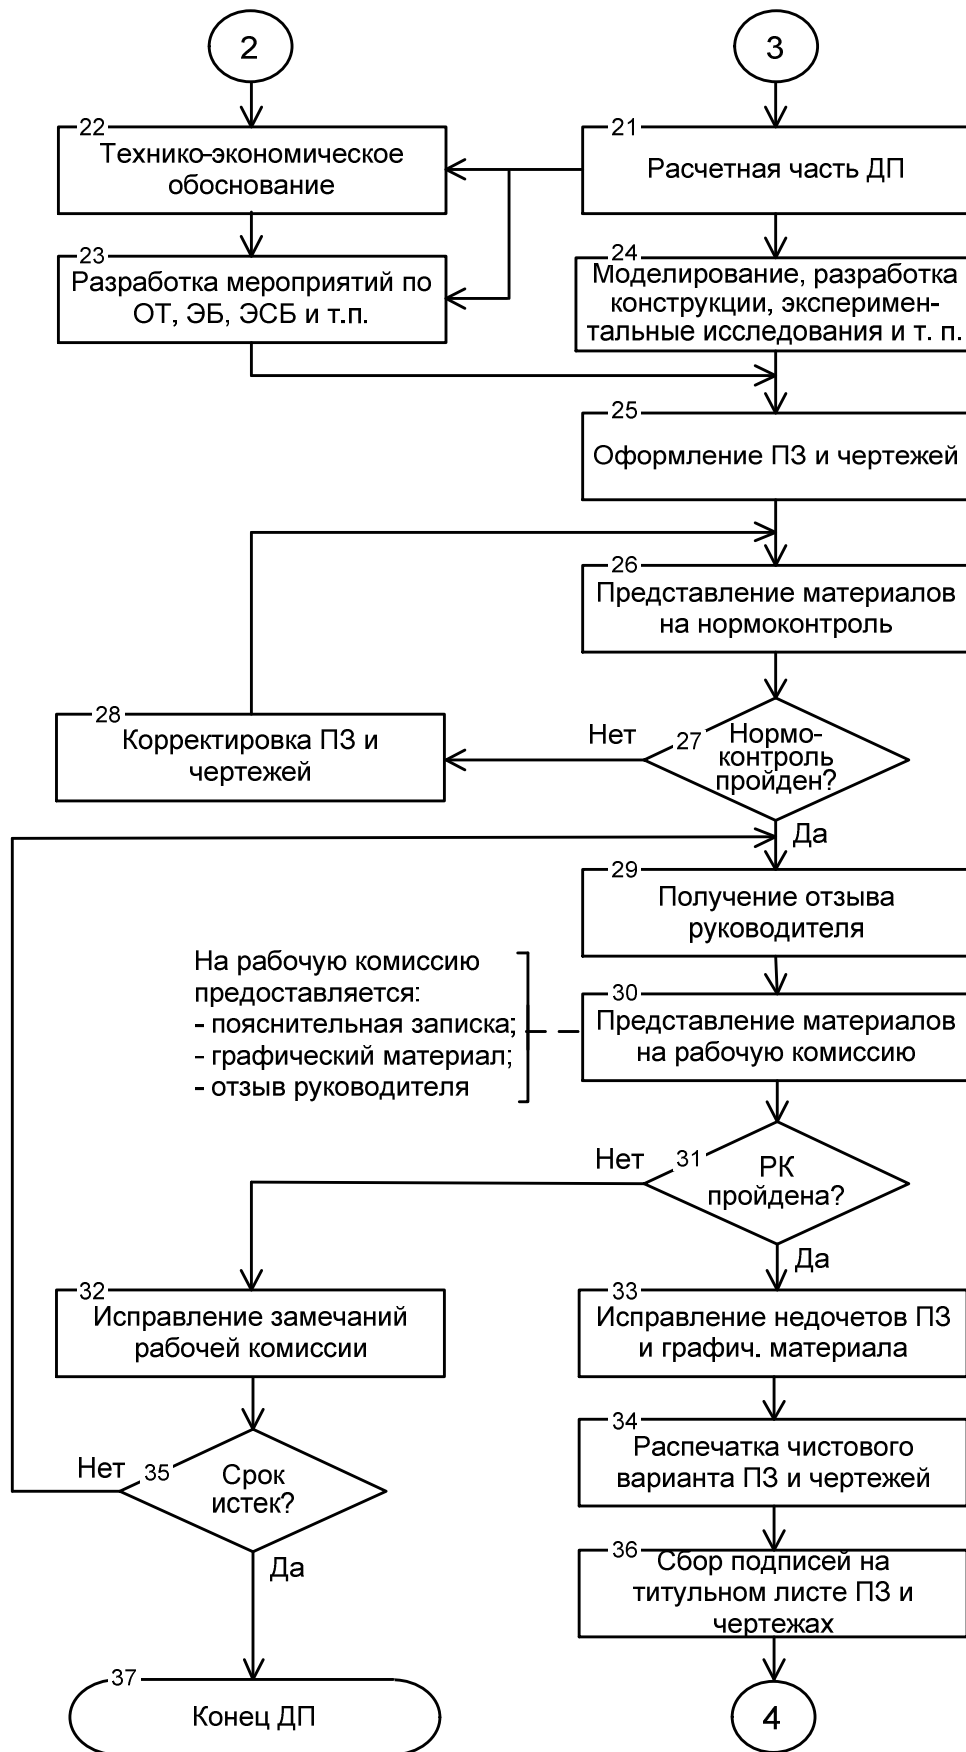 2
3
22
Технико-экономическое
обоснование
21
Расчетная часть ДП
23
Разработка мероприятий по
ОТ, ЭБ, ЭСБ и т.п.
24
Моделирование, разработка
конструкции, эксперимен-
тальные исследования и т. п.
25
Оформление ПЗ и чертежей
26
Представление материалов
на нормоконтроль
28
Корректировка ПЗ и
чертежей
Нет
27
Нормо-
контроль
пройден?
Да
29
Получение отзыва
руководителя
На рабочую комиссию
предоставляется:
- пояснительная записка;
- графический материал;
- отзыв руководителя
30
Представление материалов
на рабочую комиссию
Нет
31
РК
пройдена?
Да
32
Исправление замечаний
рабочей комиссии
33
Исправление недочетов ПЗ
и графич. материала
34
Распечатка чистового
варианта ПЗ и чертежей
Нет
35
Срок
истек?
Да
36
Сбор подписей на
титульном листе ПЗ и
чертежах
37
Конец ДП
4